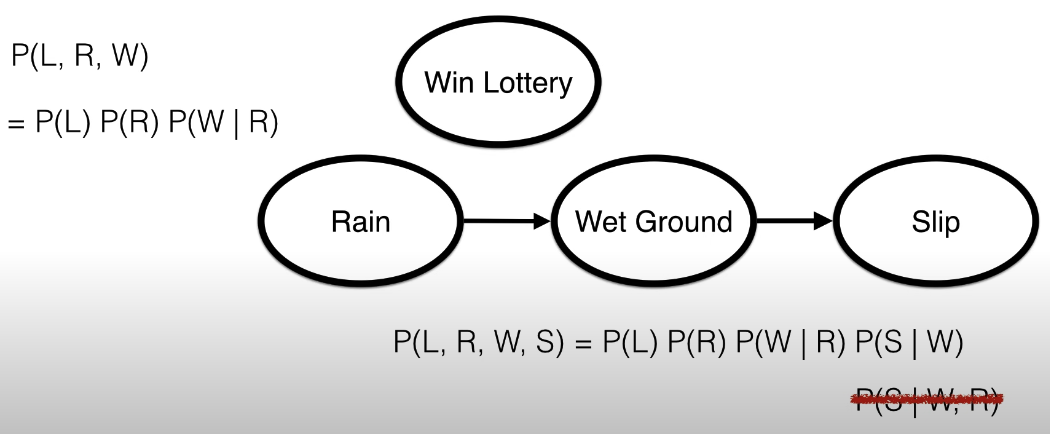 P(L, R, W)
= P(L) P(R) P(W | R)
Win Lottery
Rain
Wet Ground
Slip
P(L, R, W, S) = P(L) P(R) P(W | R) P(S | W)
P(S | W, R)